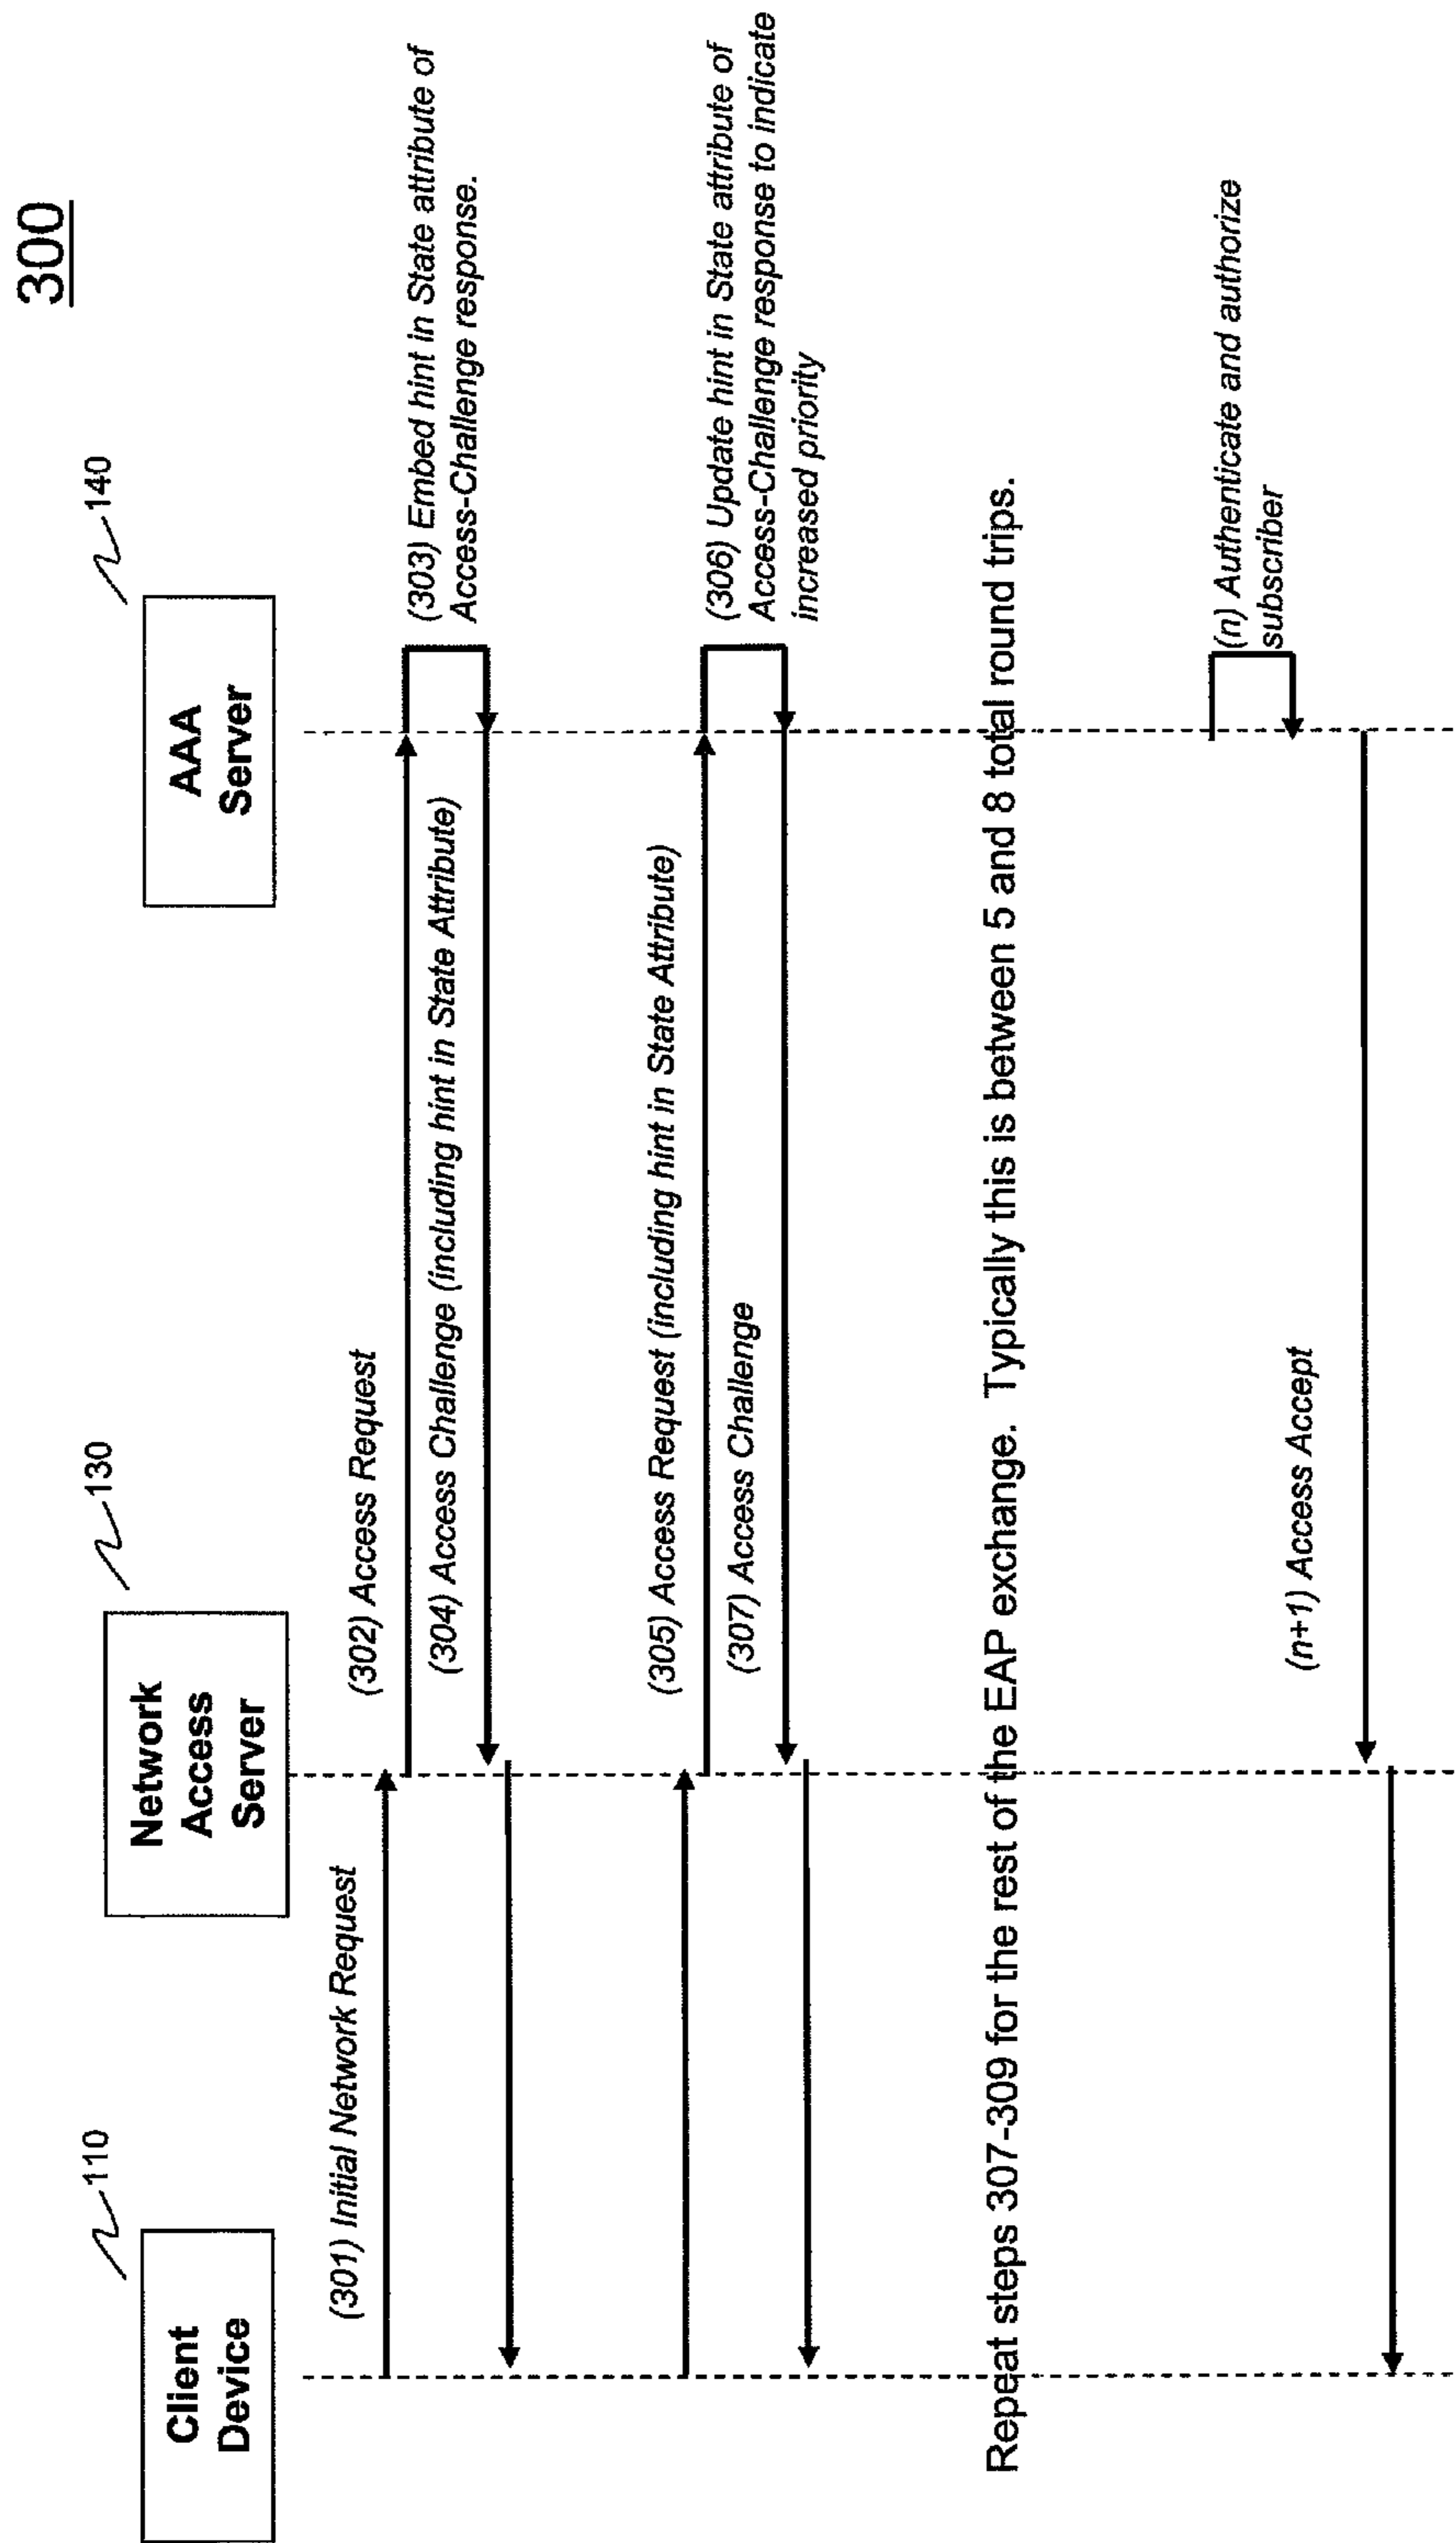 300
110
130
140
Client
Device
Network
Access
Server
AAA
Server
(301) Initial Network Request
(302) Access Request
(303) Embed hint in State attribute of
Access-Challenge response.
(304) Access Challenge (including hint in State Attribute)
(305) Access Request (including hint in State Attribute)
(306) Update hint in State attribute of
Access-Challenge response to indicate
increased priority
(307) Access Challenge
Repeat steps 307-309 for the rest of the EAP exchange. Typically this is between 5 and 8 total round trips.
(n) Authenticate and authorize
subscriber
(n+1) Access Accept